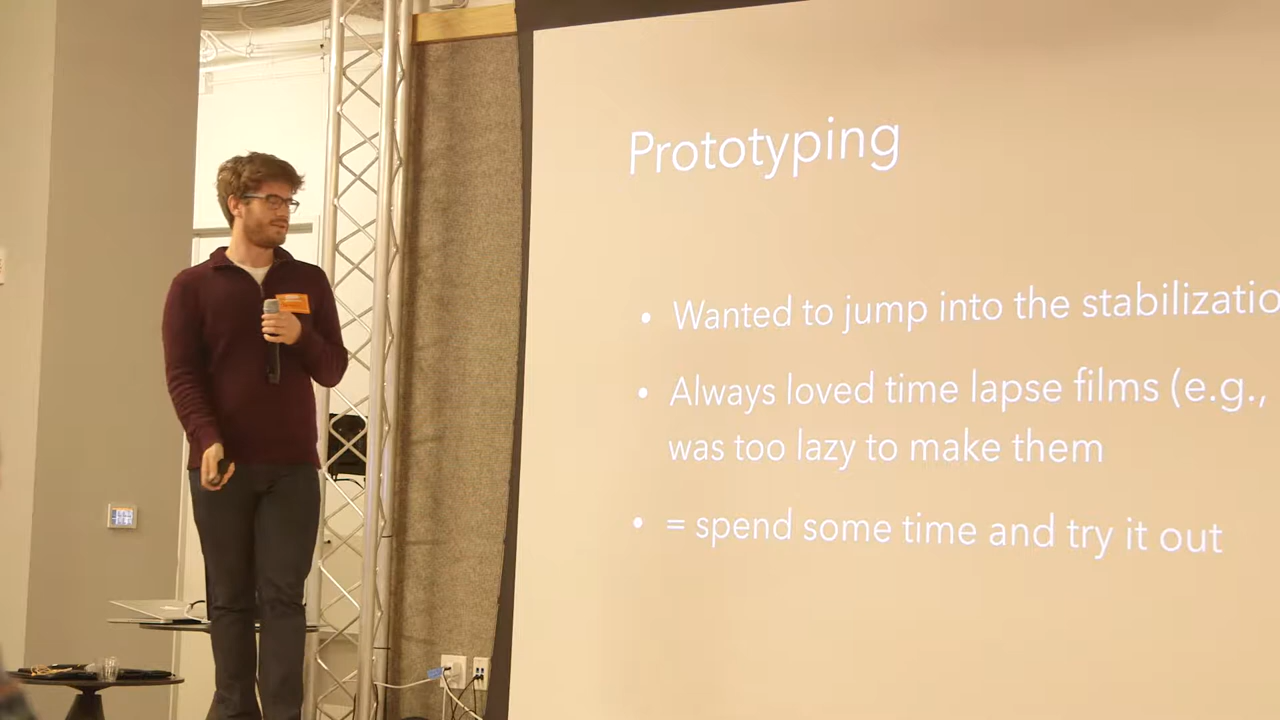 Prototyping
• Wanted to jump into the stabilizatio
• Always loved time lapse films (e.g.,
was too lazy to make them
• = spend some time and try it out